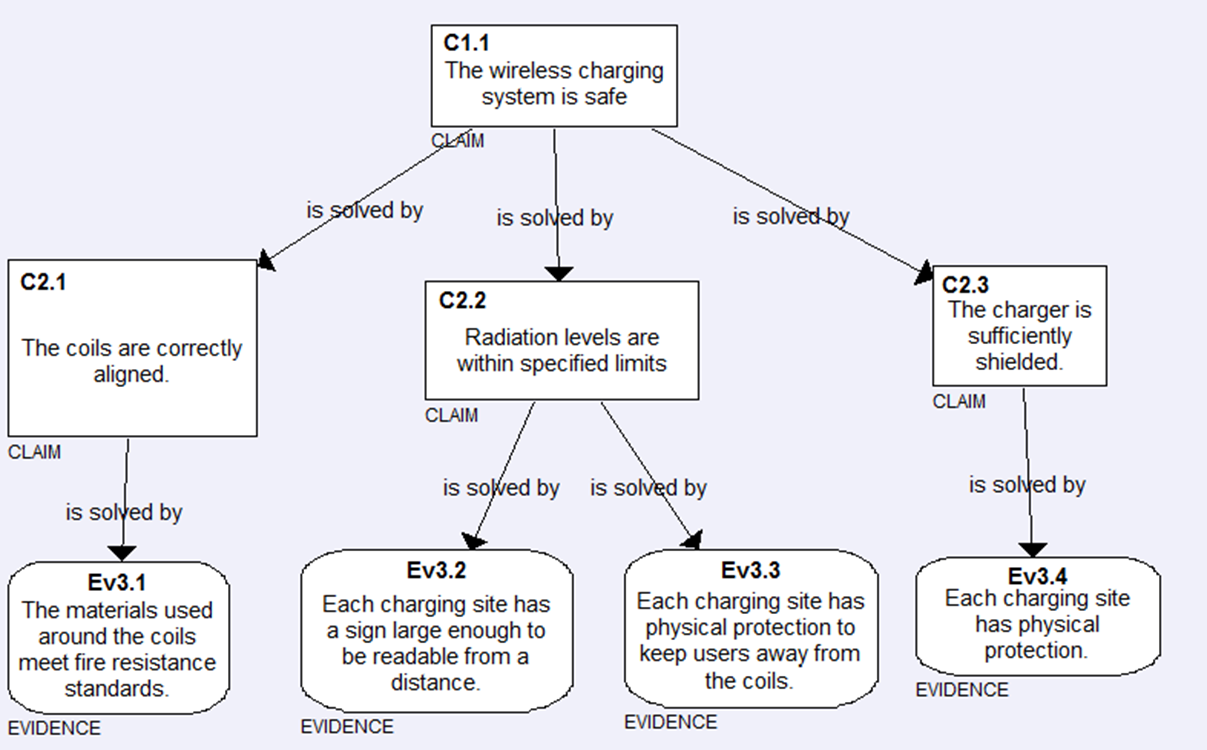 C1.1
The wireless charging
system is safe
CLAIM
is solved by
is solved by
is solved by
C2.1
The coils are correctly
aligned.
CLAIM
C2.2
Radiation levels are
within specified limits
CLAIM
C2.3
The charger is
sufficiently
shielded.
CLAIM
is solved by
is solved by
is solved by
is solved by
Ev3.1
The materials used
around the coils
meet fire resistance
standards.
EVIDENCE
Ev3.2
Each charging site has
a sign large enough to
be readable from a
distance.
EVIDENCE
Ev3.3
Each charging site has
physical protection to
keep users away from
the coils.
EVIDENCE
Ev3.4
Each charging site
has physical
protection.
EVIDENCE